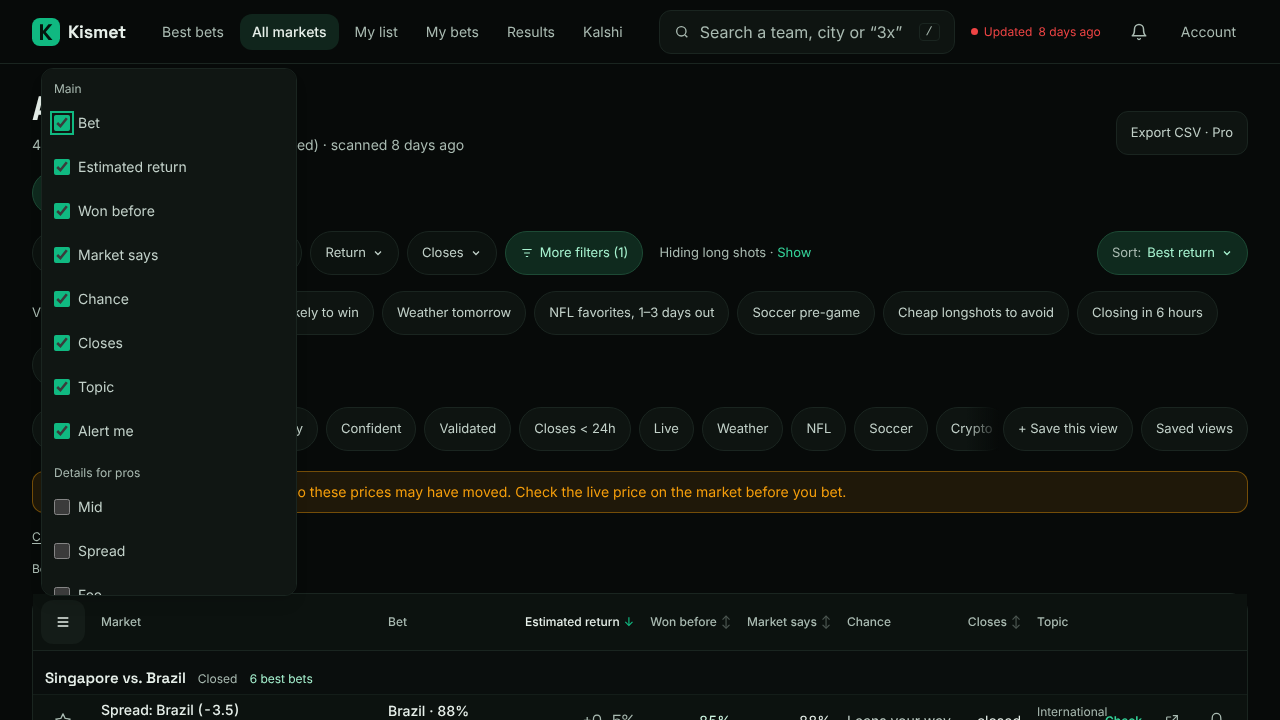 Kismet
Best bets
All markets
My list
My bets
Results
Kalshi
Search a team, city or “3x”
/
Updated 8 days ago
Account
Main
Bet
Estimated return
Won before
Market says
Chance
Closes
Topic
Alert me
Details for pros
Mid
Spread
ed) · scanned 8 days ago
Export CSV · Pro
Return
Closes
More filters (1)
Hiding long shots · Show
Sort: Best return
kely to win
Weather tomorrow
NFL favorites, 1–3 days out
Soccer pre-game
Cheap longshots to avoid
Closing in 6 hours
y
Confident
Validated
Closes < 24h
Live
Weather
NFL
Soccer
Crypto
+ Save this view
Saved views
o these prices may have moved. Check the live price on the market before you bet.
Market
Bet
Estimated return
Won before
Market says
Chance
Closes
Topic
Singapore vs. Brazil
Closed
6 best bets
Spread: Brazil (-3.5)
Brazil · 88%
International